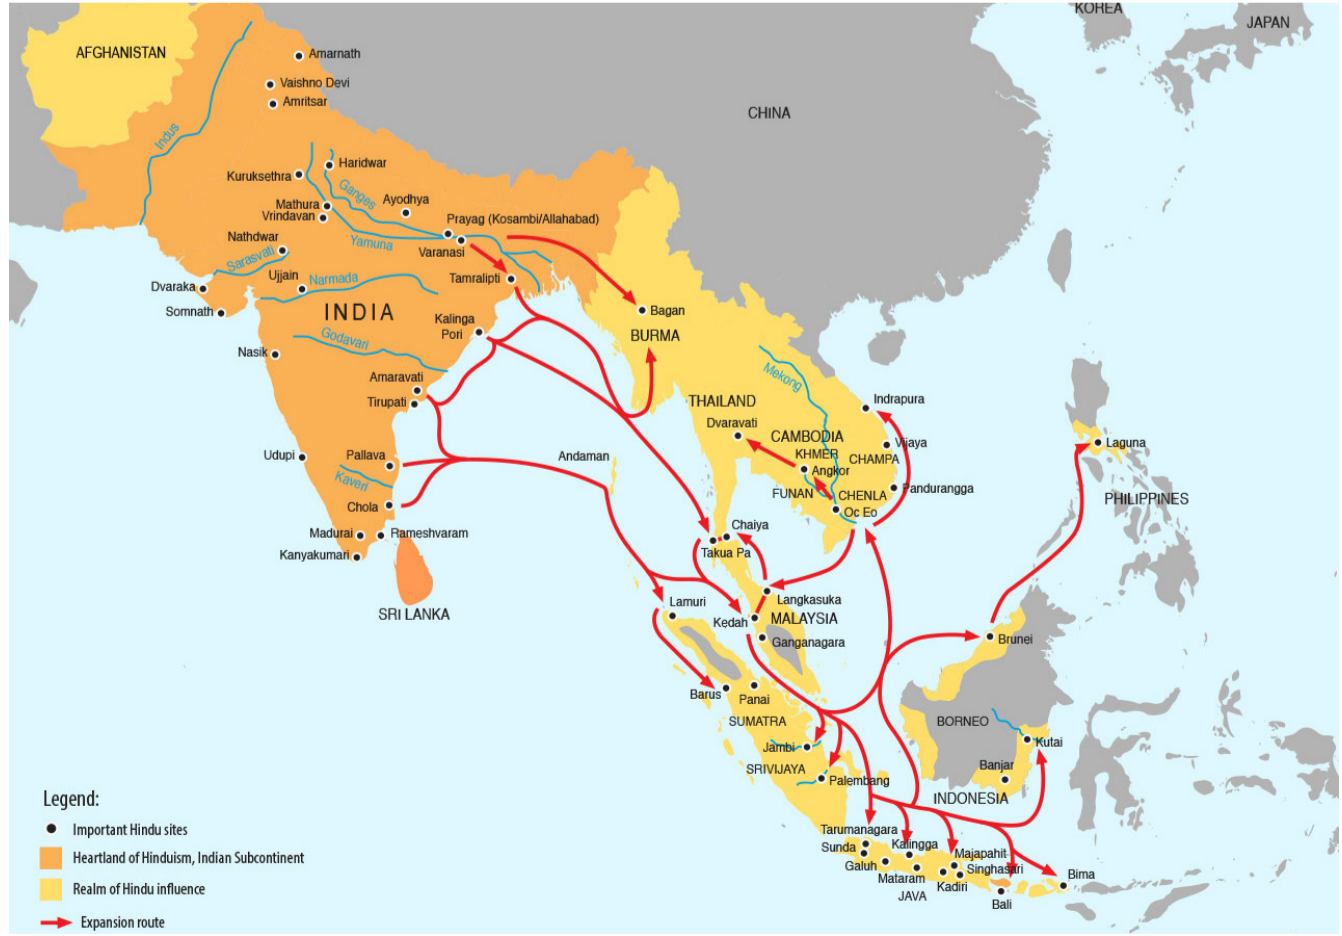 KOREA
JAPAN
AFGHANISTAN
Amarnath
Vaishno Devi
Amritsar
CHINA
Indus
Haridwar
Kuruksethra
Ganges
Ayodhya
Mathura
Vrindavan
Prayag (Kosambi/Allahabad)
Yamuna
Varanasi
Nathdwar
Sarasvati
Ujjain
Narmada
Tamralipti
Dvaraka
Somnath
INDIA
Kalinga
Pori
Bagan
BURMA
Godavari
Nasik
Mekong
Amaravati
Tirupati
THAILAND
Indrapura
Dvaravati
CAMBODIA
KHMER
Vijaya
Laguna
Udupi
Pallava
Andaman
Angkor
CHAMPA
Kaveri
FUNAN
CHENLA
Pandurangga
PHILIPPINES
Chola
Oc Eo
Madurai
Rameshvaram
Chaiya
Takua Pa
Kanyakumari
SRI LANKA
Lamuri
Langkasuka
Kedah
MALAYSIA
Ganganagara
Brunei
Barus
Panai
SUMATRA
BORNEO
Jambi
Kutai
SRIVIJAYA
Palembang
Banjar
INDONESIA
Tarumanagara
Sunda
Kalingga
Majapahit
Galuh
Singhasari
Mataram
Kadiri
Bima
JAVA
Bali
Legend:
Important Hindu sites
Heartland of Hinduism, Indian Subcontinent
Realm of Hindu influence
Expansion route